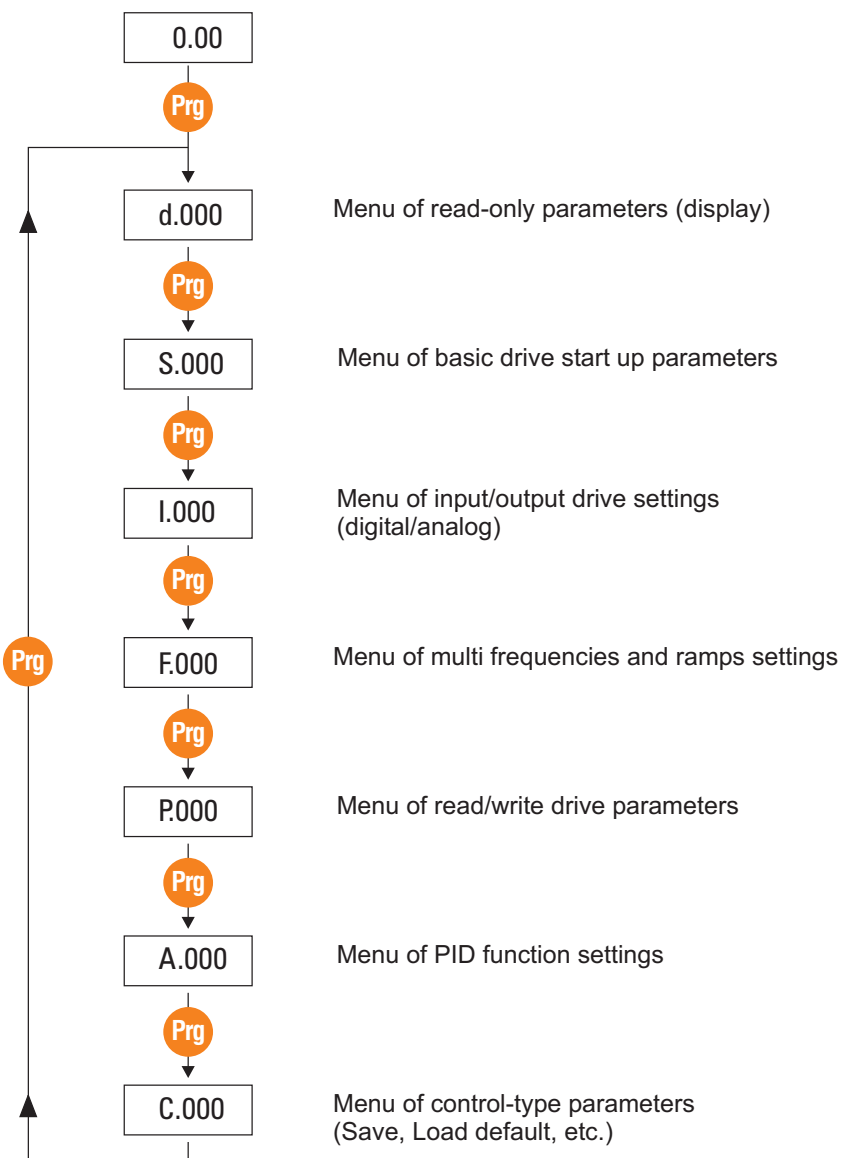 0.00
Prg
d.000
Menu of read-only parameters (display)
Prg
S.000
Menu of basic drive start up parameters
Prg
I.000
Menu of input/output drive settings
(digital/analog)
Prg
Prg
F.000
Menu of multi frequencies and ramps settings
Prg
P.000
Menu of read/write drive parameters
Prg
A.000
Menu of PID function settings
Prg
C.000
Menu of control-type parameters
(Save, Load default, etc.)